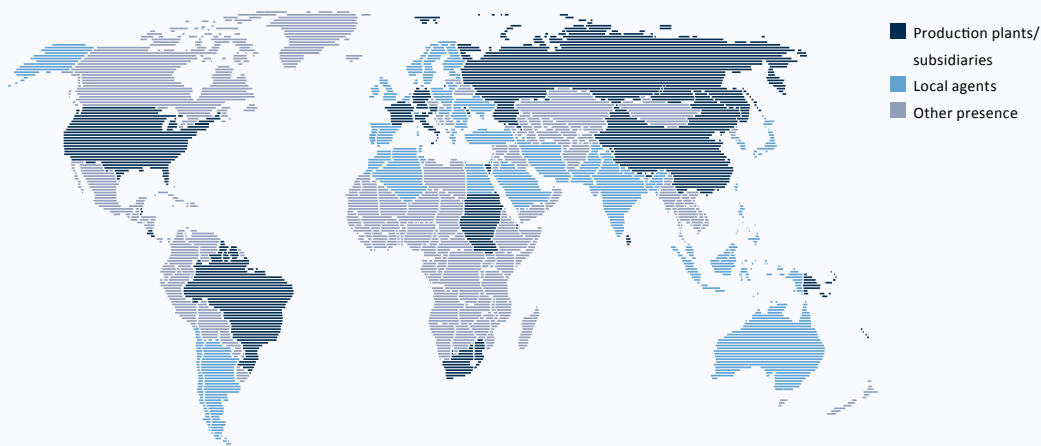 Production plants/
subsidiaries
Local agents
Other presence